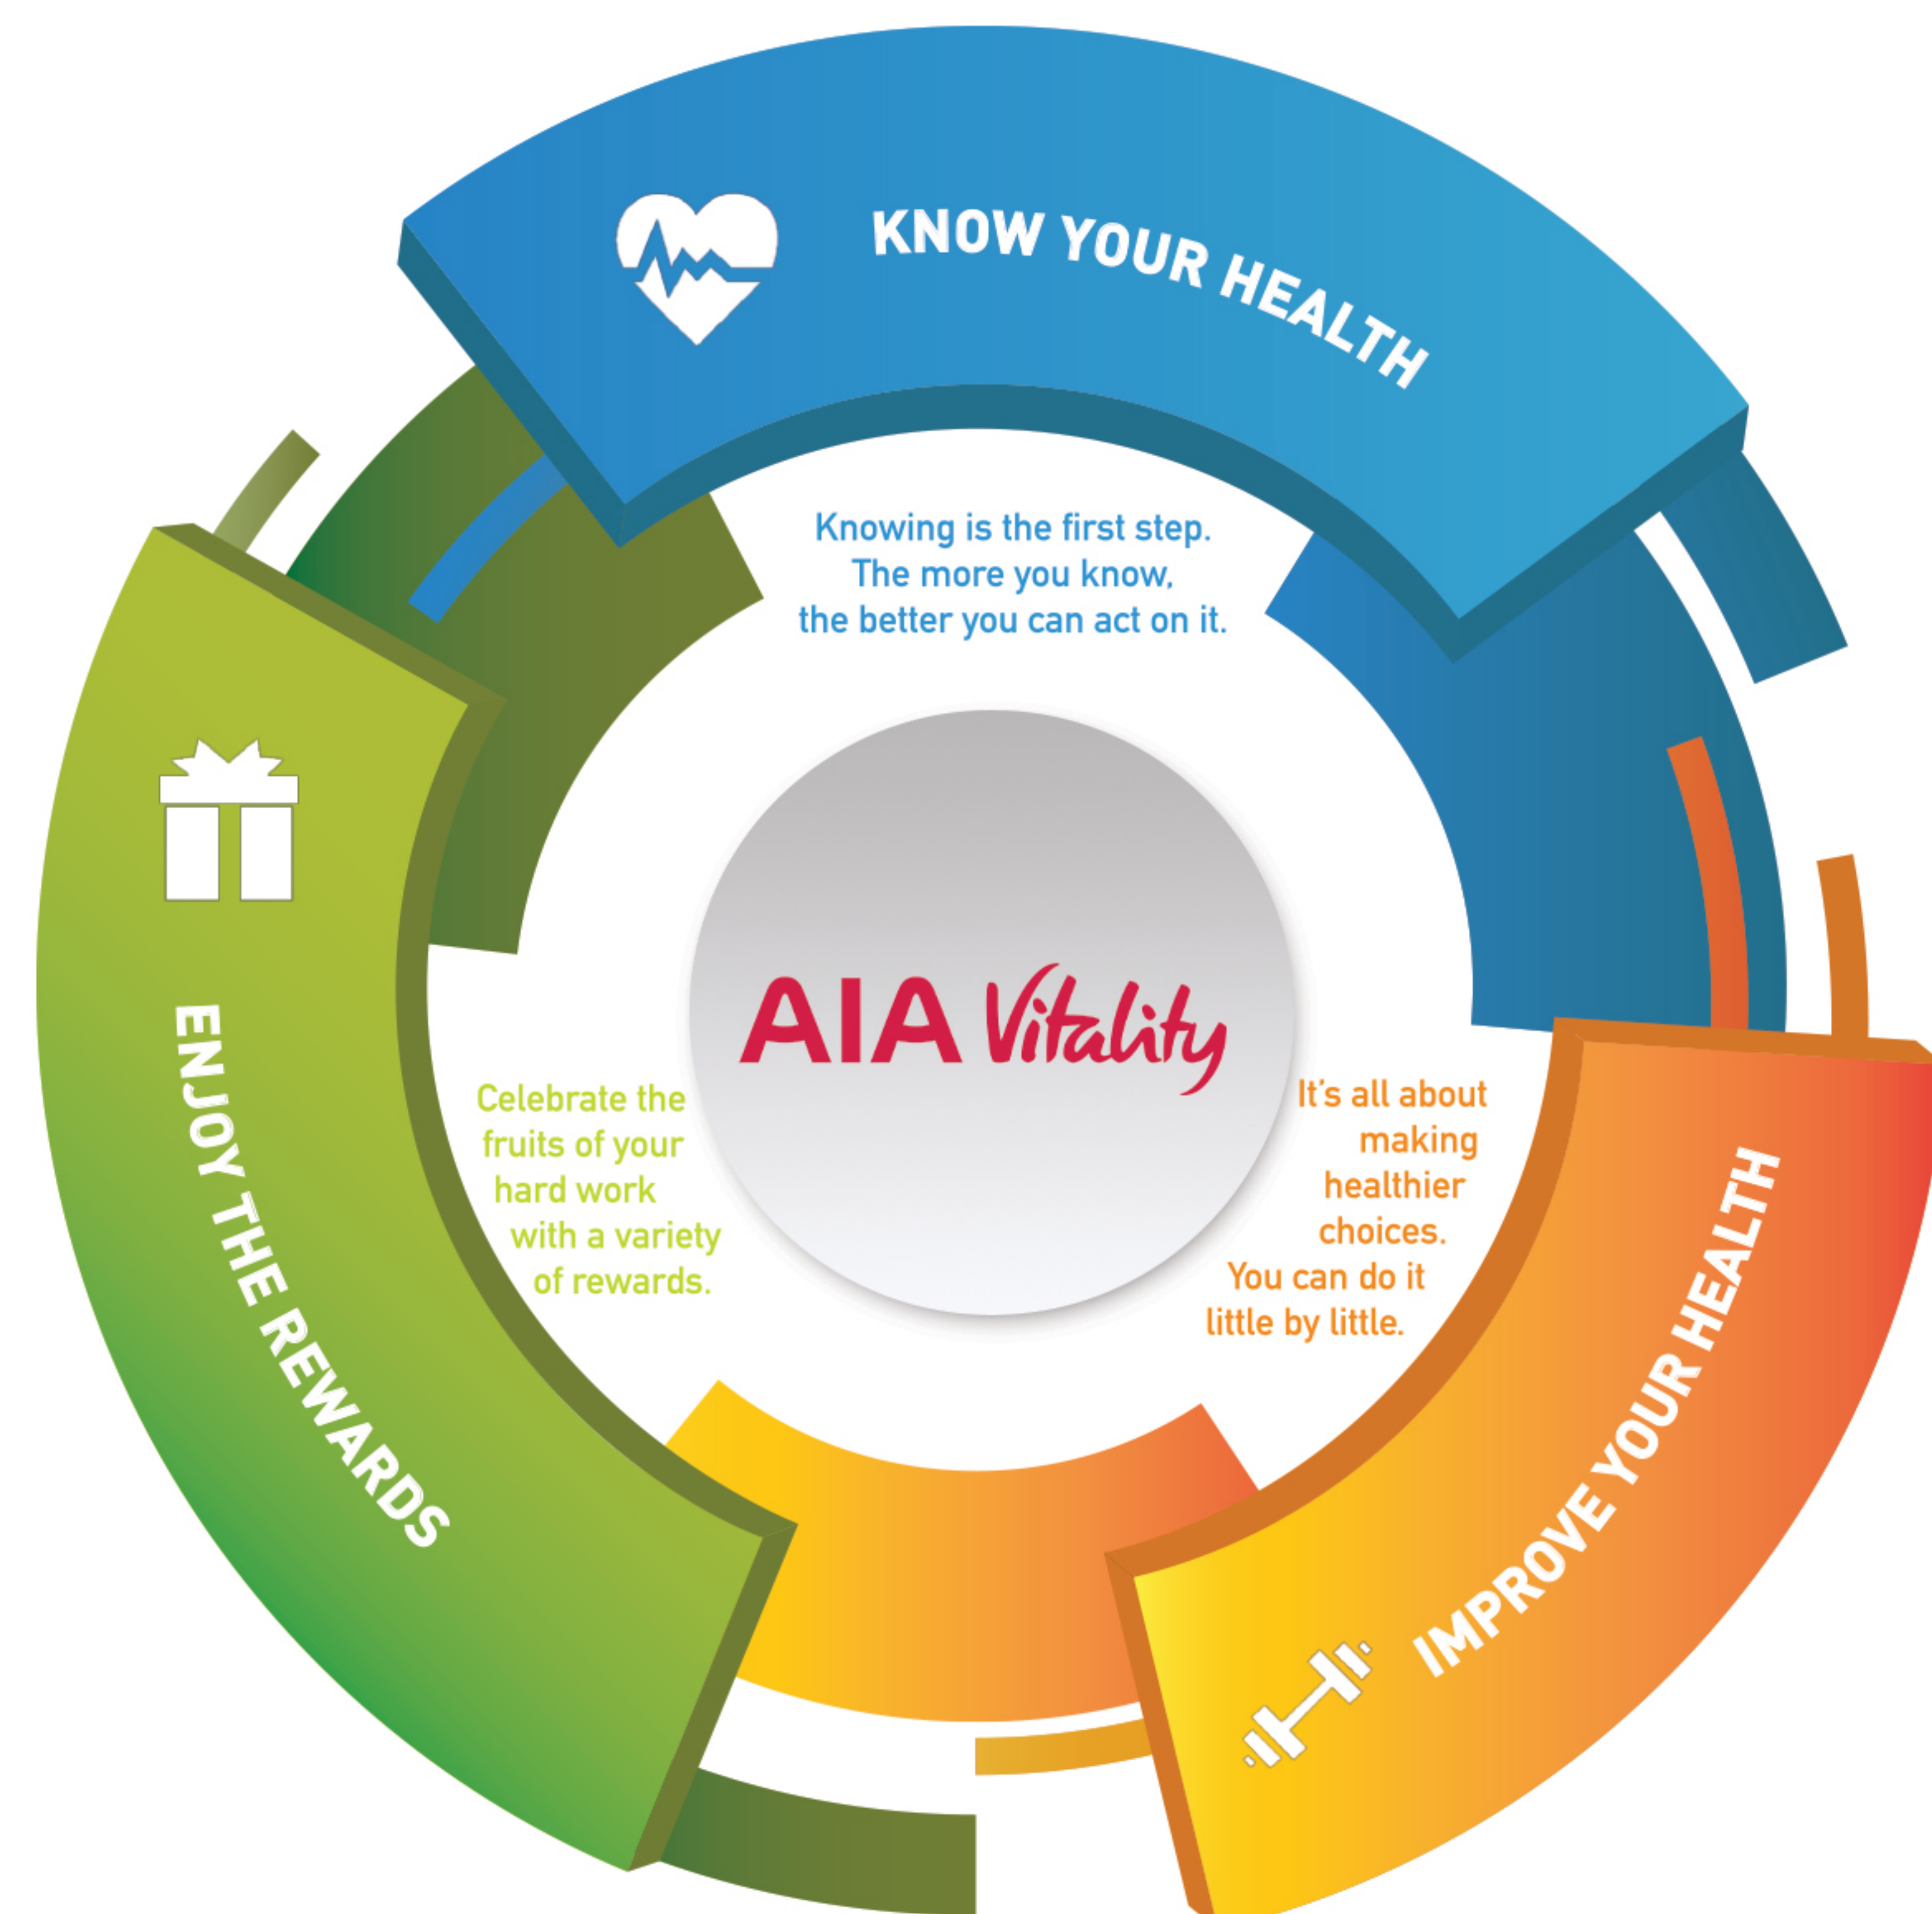 KNOW YOUR HEALTH
Knowing is the first step.
The more you know,
the better you can act on it.
AIA Vitality
It's all about
making
healthier
choices.
You can do it
little by little.
IMPROVE YOUR HEALTH
Celebrate the
fruits of your
hard work
with a variety
of rewards.
ENJOY THE REWARDS